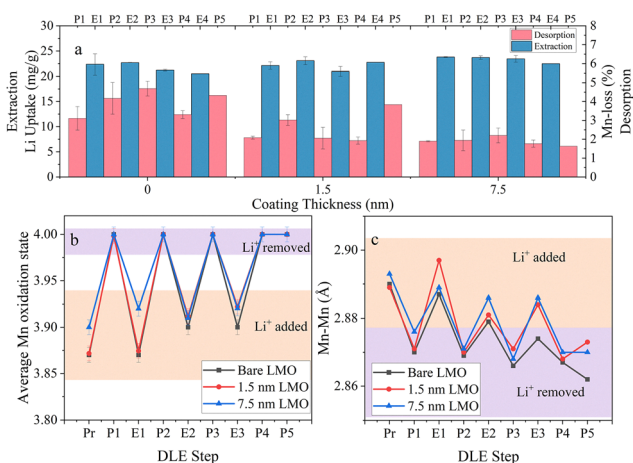 P1 E1 P2 E2 P3 E3 P4 E4 P5 P1 E1 P2 E2 P3 E3 P4 E4 P5 P1 E1 P2 E2 P3 E3 P4 E4 P5
a
Desorption
Extraction
Extraction
Li Uptake (mg/g)
30
25
20
15
10
5
0
8
7
6
5
4
3
2
1
0
Mn-loss (%)
Desorption
0 1.5 7.5
Coating Thickness (nm)
b
Li⁺ removed
Li⁺ added
Average Mn oxidation state
4.00
3.95
3.90
3.85
3.80
Bare LMO
1.5 nm LMO
7.5 nm LMO
Pr P1 E1 P2 E2 P3 E3 P4 P5
DLE Step
c
Li⁺ added
Li⁺ removed
Mn-Mn (Å)
2.90
2.88
2.86
Bare LMO
1.5 nm LMO
7.5 nm LMO
Pr P1 E1 P2 E2 P3 E3 P4 P5
DLE Step